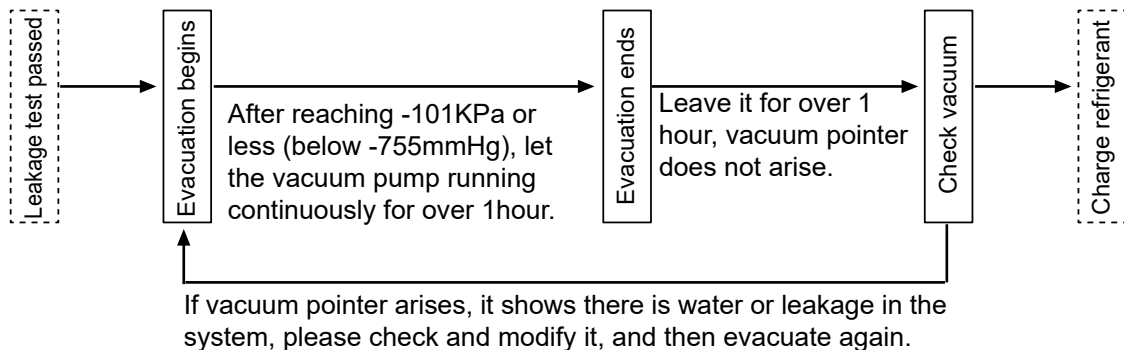 Leakage test passed
Evacuation begins
After reaching -101KPa or
less (below -755mmHg), let
the vacuum pump running
continuously for over 1hour.
Evacuation ends
Leave it for over 1
hour, vacuum pointer
does not arise.
Check vacuum
Charge refrigerant
If vacuum pointer arises, it shows there is water or leakage in the
system, please check and modify it, and then evacuate again.